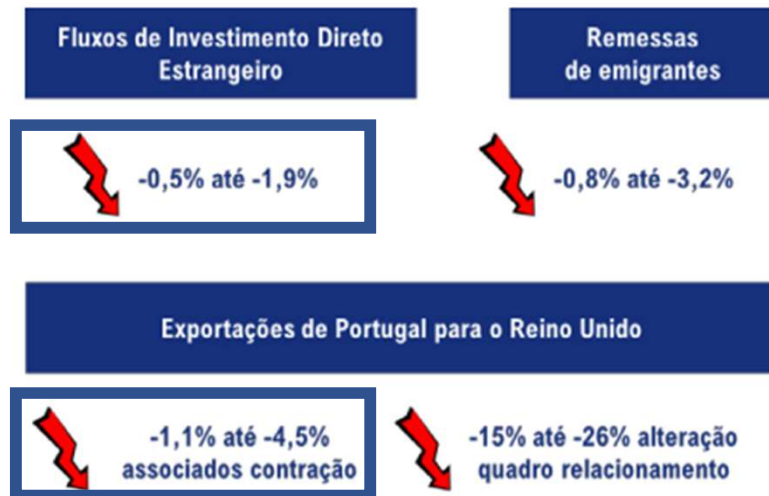 Fluxos de Investimento Direto
Estrangeiro
Remessas
de emigrantes
-0,5% até -1,9%
-0,8% até -3,2%
Exportações de Portugal para o Reino Unido
-1,1% até -4,5%
associados contração
-15% até -26% alteração
quadro relacionamento